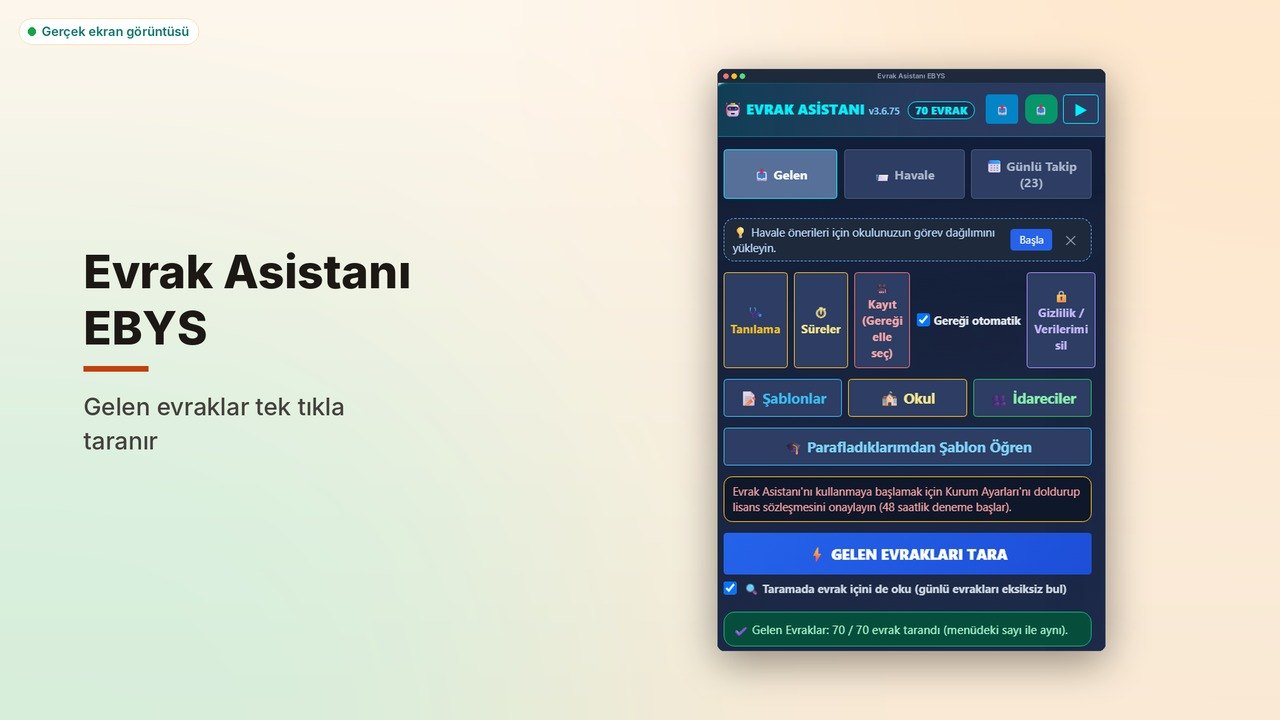 Gerçek ekran görüntüsü
Evrak Asistanı
EBYS
Gelen evraklar tek tıkla
taranır
Evrak Asistanı EBYS
EVRAK ASİSTANI v3.6.75 70 EVRAK
Gelen
Havale
Günlü Takip
(23)
Havale önerileri için okulunuzun görev dağılımını
yükleyin.
Başla
Tanılama
Süreler
Kayıt
(Gereği
elle
seç)
Gereği otomatik
Gizlilik /
Verilerimi
sil
Şablonlar
Okul
İdareciler
Parafladıklarımdan Şablon Öğren
Evrak Asistanı'nı kullanmaya başlamak için Kurum Ayarları'nı doldurup
lisans sözleşmesini onaylayın (48 saatlik deneme başlar).
GELEN EVRAKLARI TARA
Taramada evrak içini de oku (günlü evrakları eksiksiz bul)
Gelen Evraklar: 70 / 70 evrak tarandı (menüdeki sayı ile aynı).